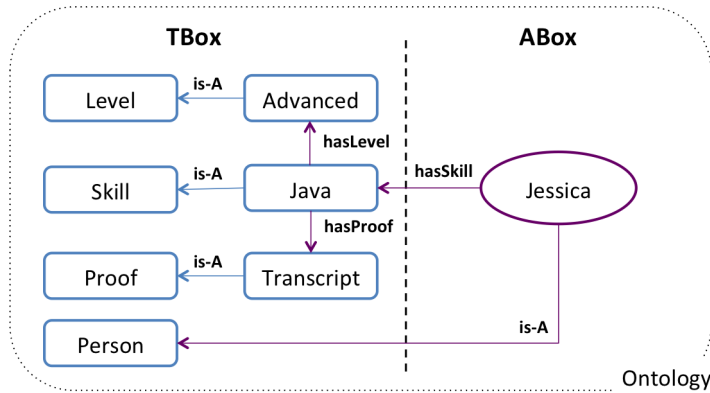 TBox ABox
Level is-A Advanced
hasLevel
Skill is-A Java hasSkill Jessica
hasProof
Proof is-A Transcript
Person is-A
Ontology